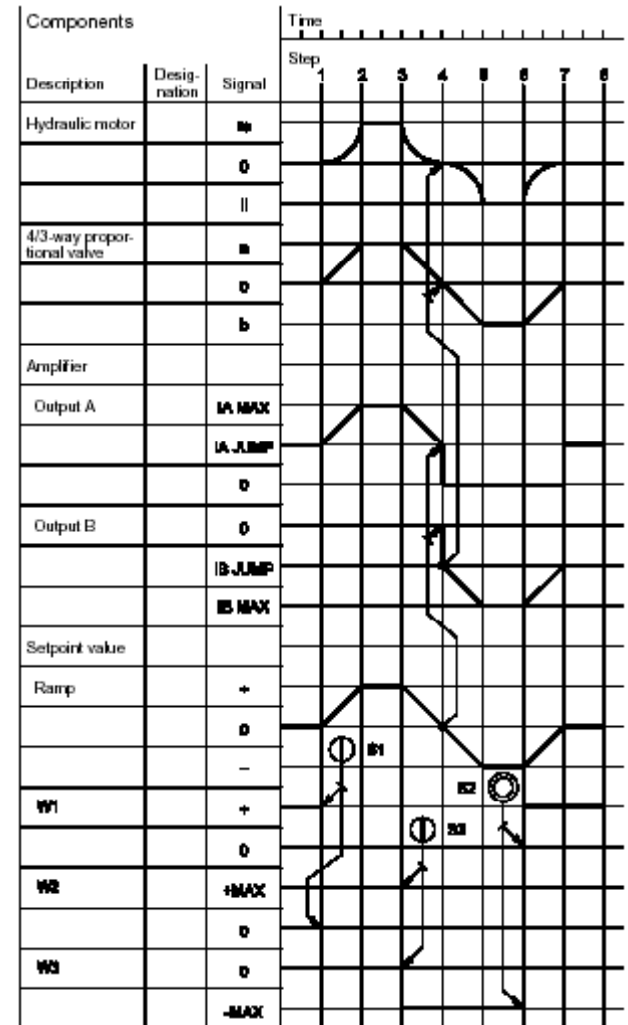 Components
Time
Step
1 2 3 4 5 6 7 8
Description
Desig-
nation
Signal
Hydraulic motor
0
II
4/3-way propor-
tional valve
a
0
b
Amplifier
Output A
IA MAX
IA JUMP
0
Output B
0
IB JUMP
IB MAX
Setpoint value
Ramp
+
0
S1
–
S2
W1
+
S3
0
W2
+MAX
0
W3
0
-MAX